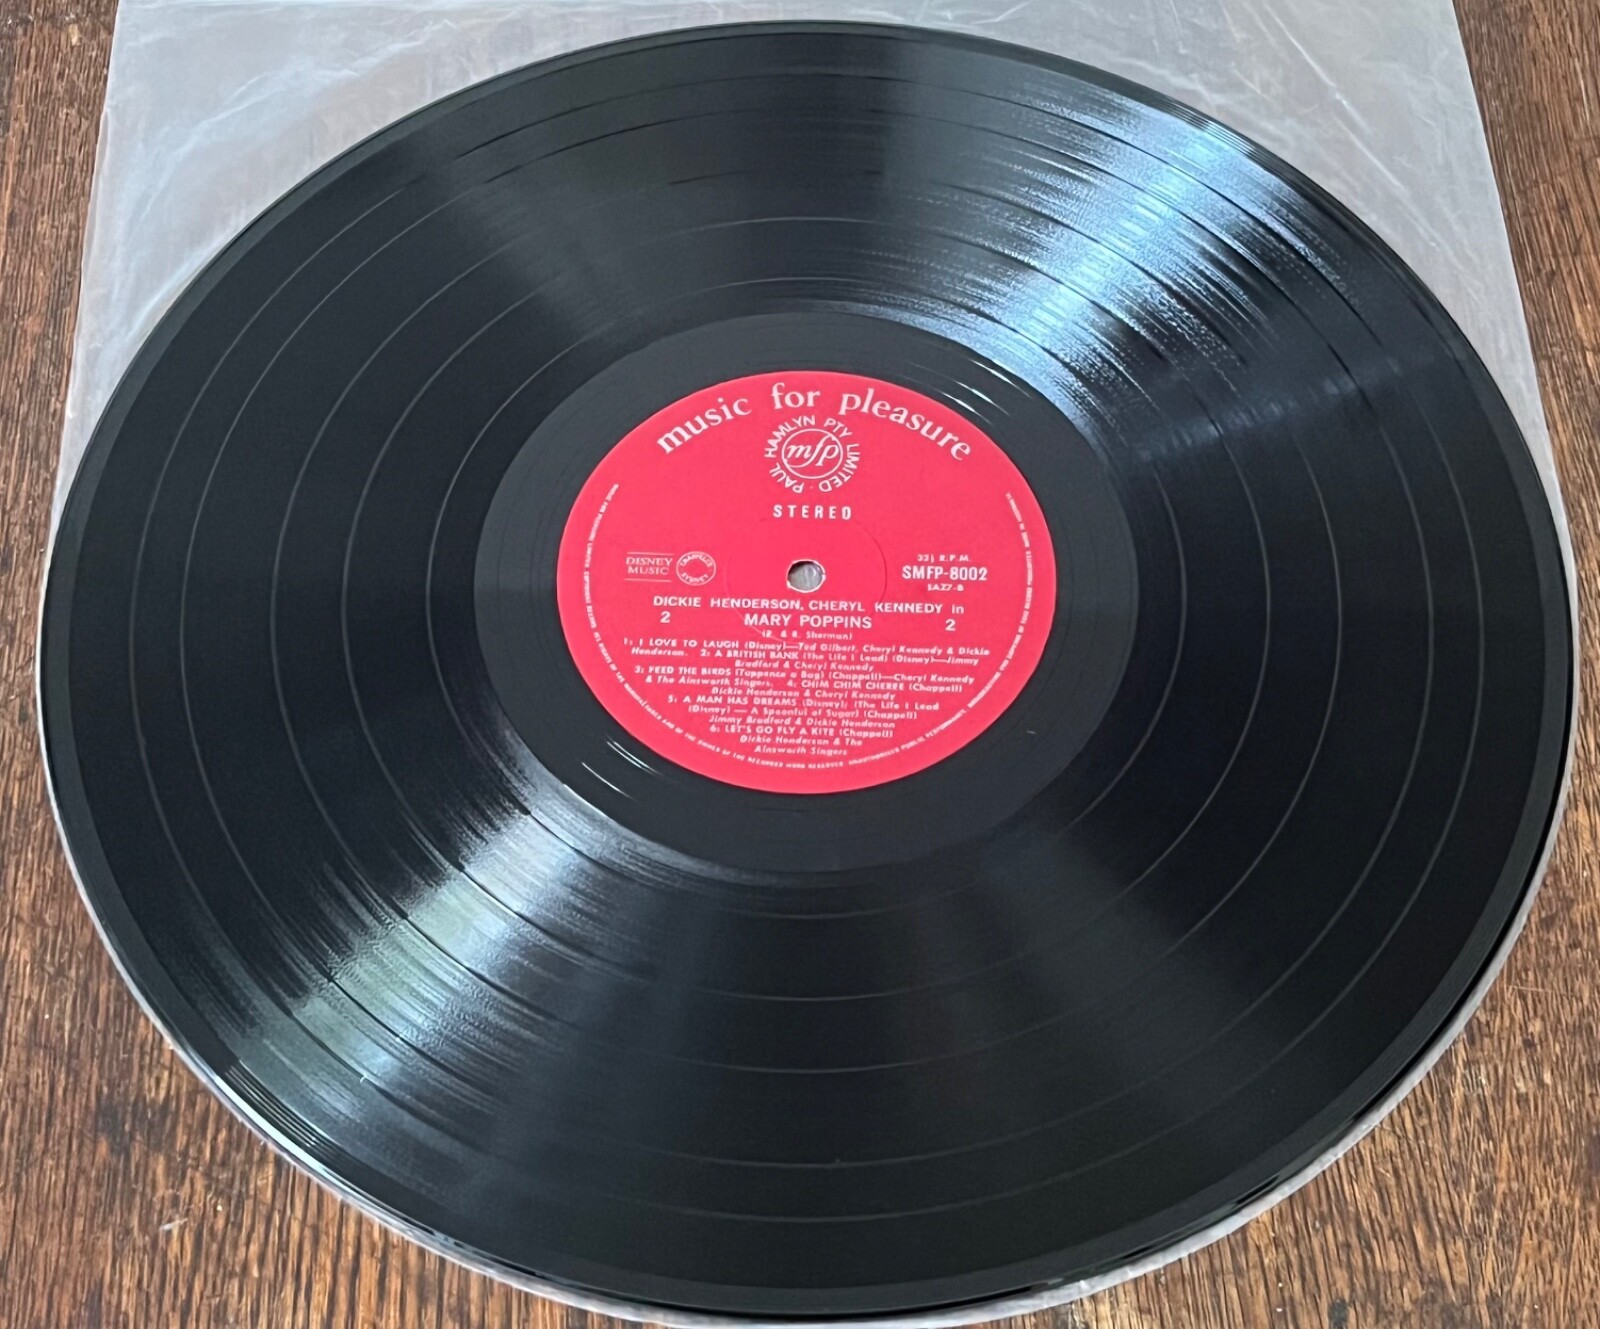 music for pleasure
PAUL HAMLYN PTY LIMITED ·
mfp
STEREO
DISNEY
MUSIC
CHAPPELL'S
SYDNEY
33⅓ R.P.M.
SMFP-8002
DICKIE HENDERSON, CHERYL KENNEDY in
2 MARY POPPINS 2
(R. & R. Sherman)
1: I LOVE TO LAUGH (Disney)—Ted Gilbert, Cheryl Kennedy & Dickie
Henderson. 2: A BRITISH BANK (The Life I Lead) (Disney)—Jimmy
Bradford & Cheryl Kennedy
3: FEED THE BIRDS (Tuppence a Bag) (Chappell)—Cheryl Kennedy
& The Ainsworth Singers. 4: CHIM CHIM CHEREE (Chappell)
Dickie Henderson & Cheryl Kennedy
5: A MAN HAS DREAMS (Disney)/ (The Life I Lead
(Disney) — A Spoonful of Sugar) (Chappell)
Jimmy Bradford & Dickie Henderson
6: LET'S GO FLY A KITE (Chappell)
Dickie Henderson & The
Ainsworth Singers